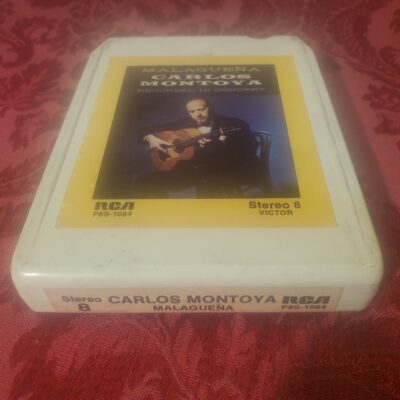 MALAGUEÑA
CARLOS
MONTOYA
RECORDED IN CONCERT
RCA
P8S-1084
Stereo 8
VICTOR
Stereo
8
CARLOS MONTOYA
MALAGUEÑA
RCA
P8S-1084